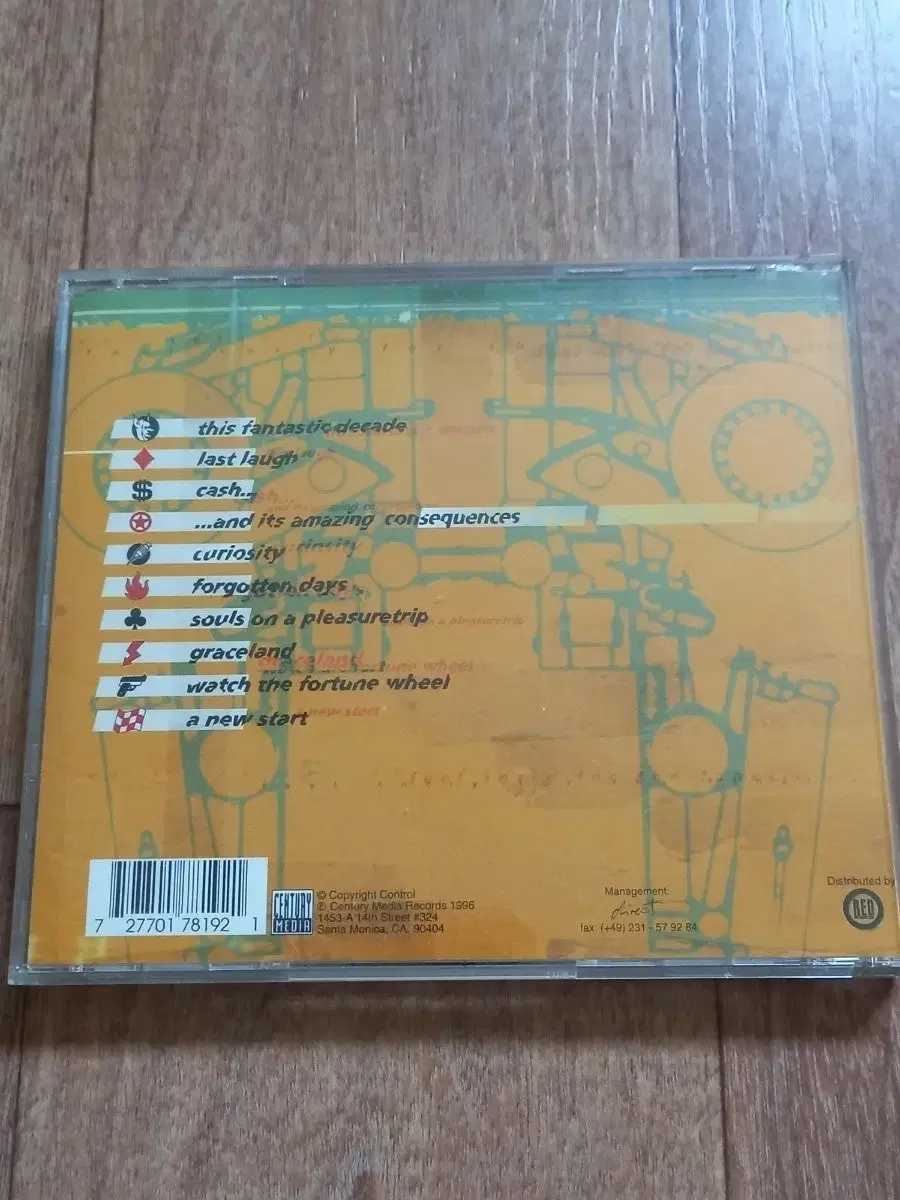 this fantastic decade
last laugh
$ cash...
...and its amazing consequences
curiosity
forgotten days
souls on a pleasuretrip
graceland
watch the fortune wheel
a new start
7 27701 78192 1
CENTURY MEDIA
© Copyright Control
℗ Century Media Records 1996
1453-A 14th Street #324
Santa Monica, CA. 90404
Management:
direct
fax: (+49) 231 - 57 92 84
Distributed by
RED